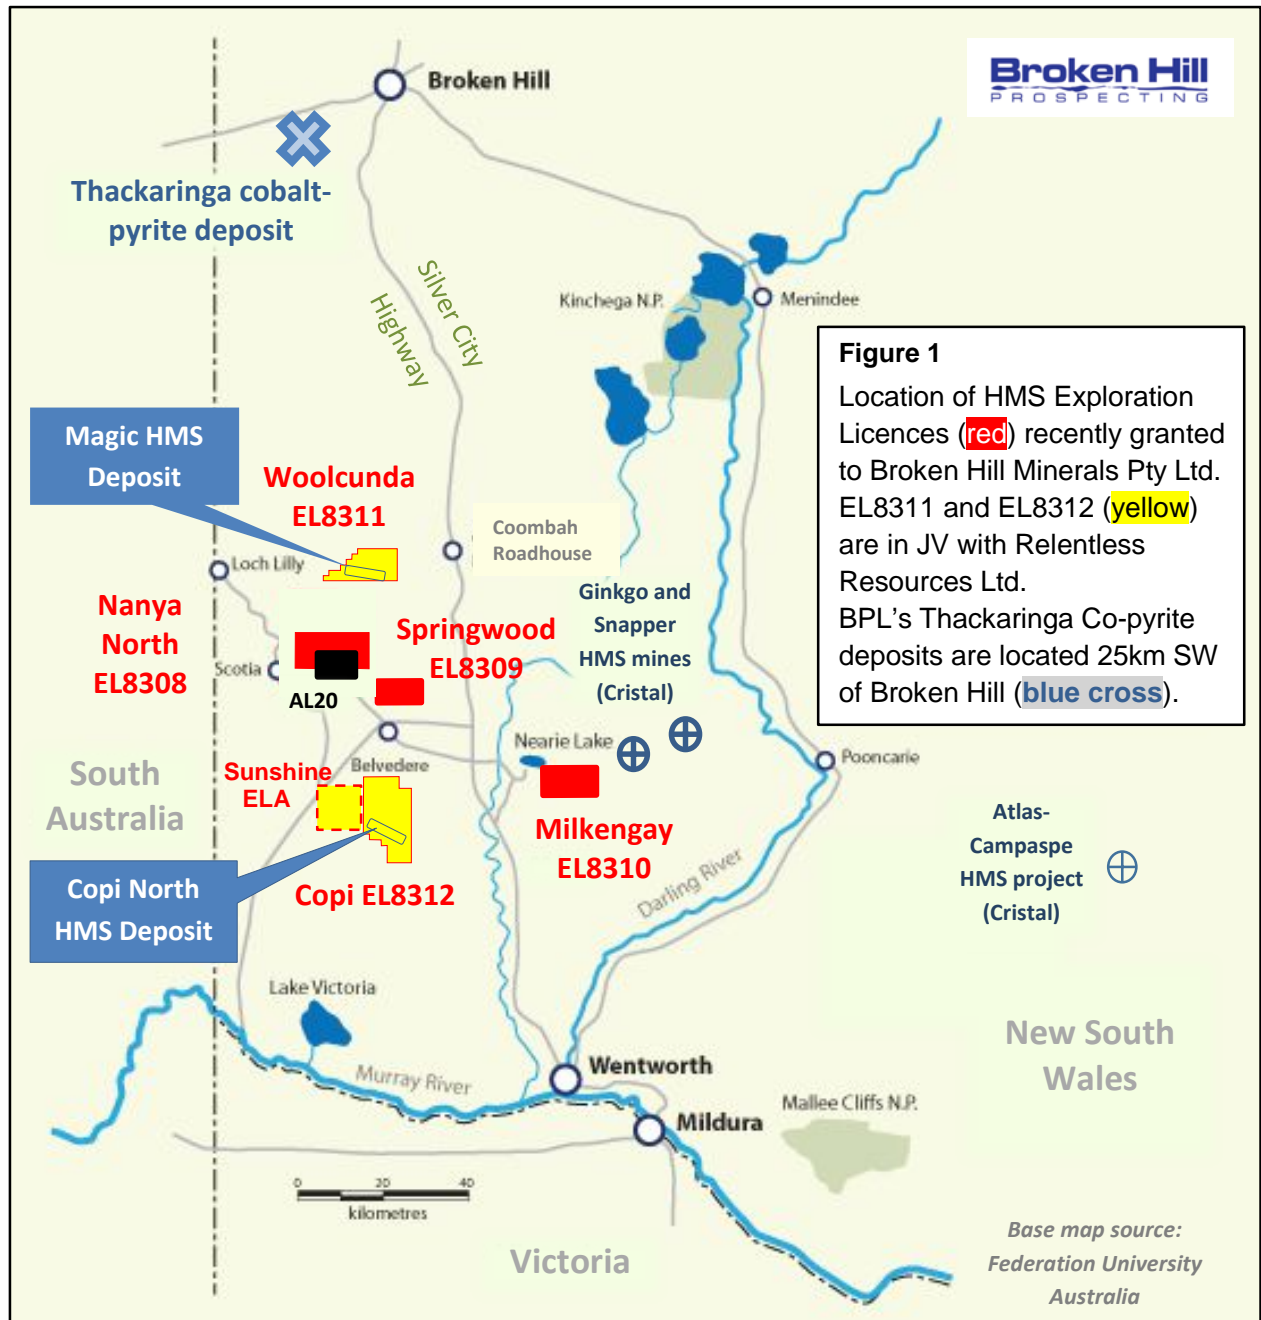 Broken Hill
Broken Hill
PROSPECTING
Thackaringa cobalt-
pyrite deposit
Silver City
Highway
Kinchega N.P.
Menindee
Figure 1
Location of HMS Exploration
Licences (red) recently granted
to Broken Hill Minerals Pty Ltd.
EL8311 and EL8312 (yellow)
are in JV with Relentless
Resources Ltd.
BPL's Thackaringa Co-pyrite
deposits are located 25km SW
of Broken Hill (blue cross).
Magic HMS
Deposit
Woolcunda
EL8311
Coombah
Roadhouse
Loch Lilly
Ginkgo and
Snapper
HMS mines
(Cristal)
Nanya
North
EL8308
Springwood
EL8309
Scotia
AL20
Nearie Lake
Belvedere
Pooncarie
South
Australia
Sunshine
ELA
Milkengay
EL8310
Atlas-
Campaspe
HMS project
(Cristal)
Darling River
Copi North
HMS Deposit
Copi EL8312
Lake Victoria
New South
Wales
Wentworth
Murray River
Mallee Cliffs N.P.
Mildura
0 20 40
kilometres
Victoria
Base map source:
Federation University
Australia